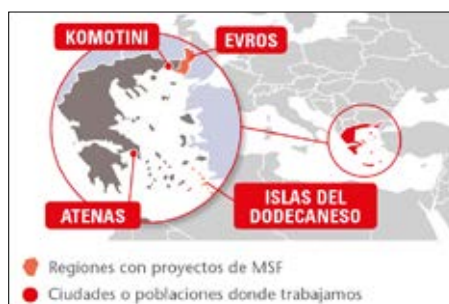 KOMOTINI
EVROS
ATENAS
ISLAS DEL
DODECANESO
Regiones con proyectos de MSF
Ciudades o poblaciones donde trabajamos